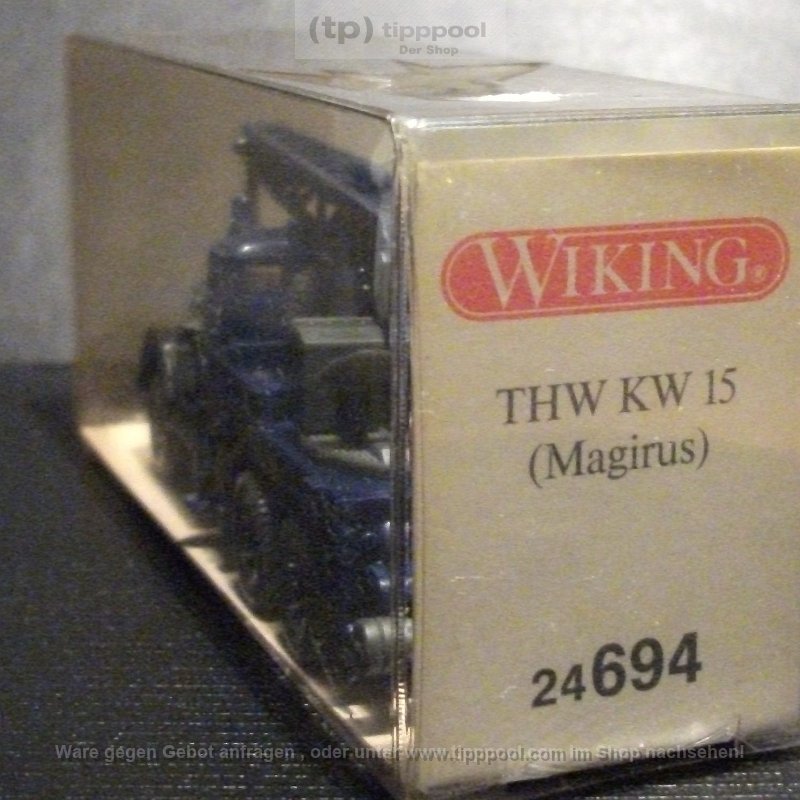 (tp) tipppool
Der Shop
WIKING®
THW KW 15
(Magirus)
24694
Ware gegen Gebot anfragen , oder unter www.tipppool.com im Shop nachsehen!